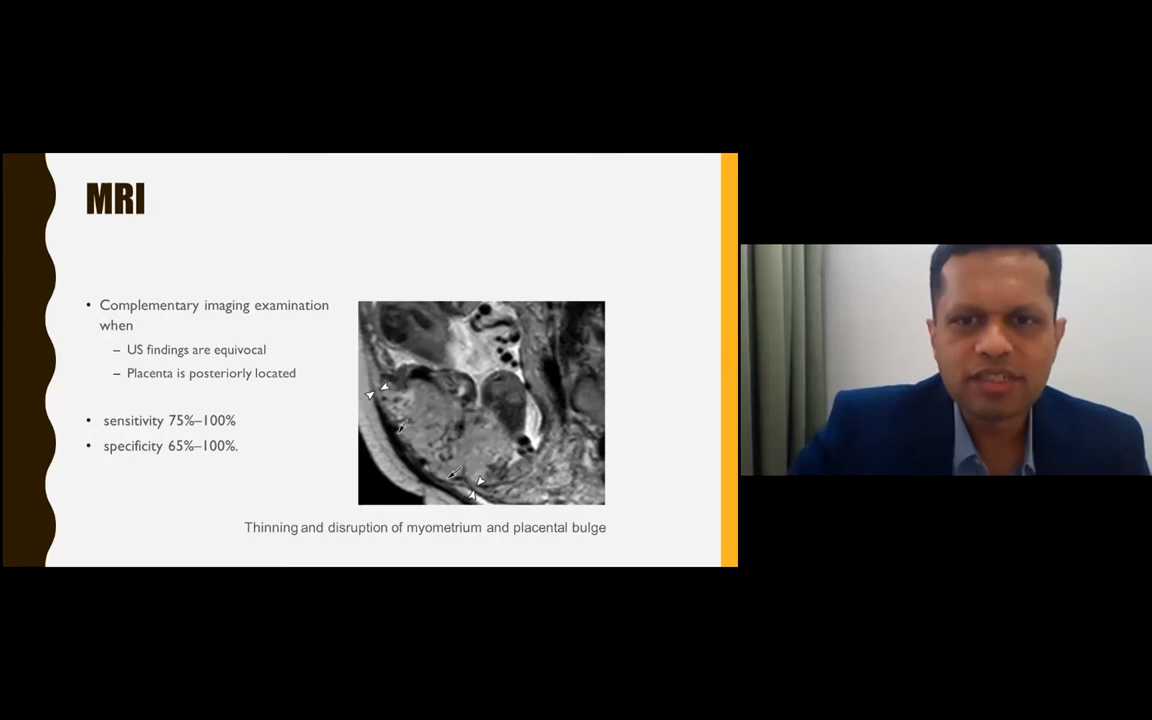 MRI
• Complementary imaging examination
when
– US findings are equivocal
– Placenta is posteriorly located
• sensitivity 75%–100%
• specificity 65%–100%.
Thinning and disruption of myometrium and placental bulge